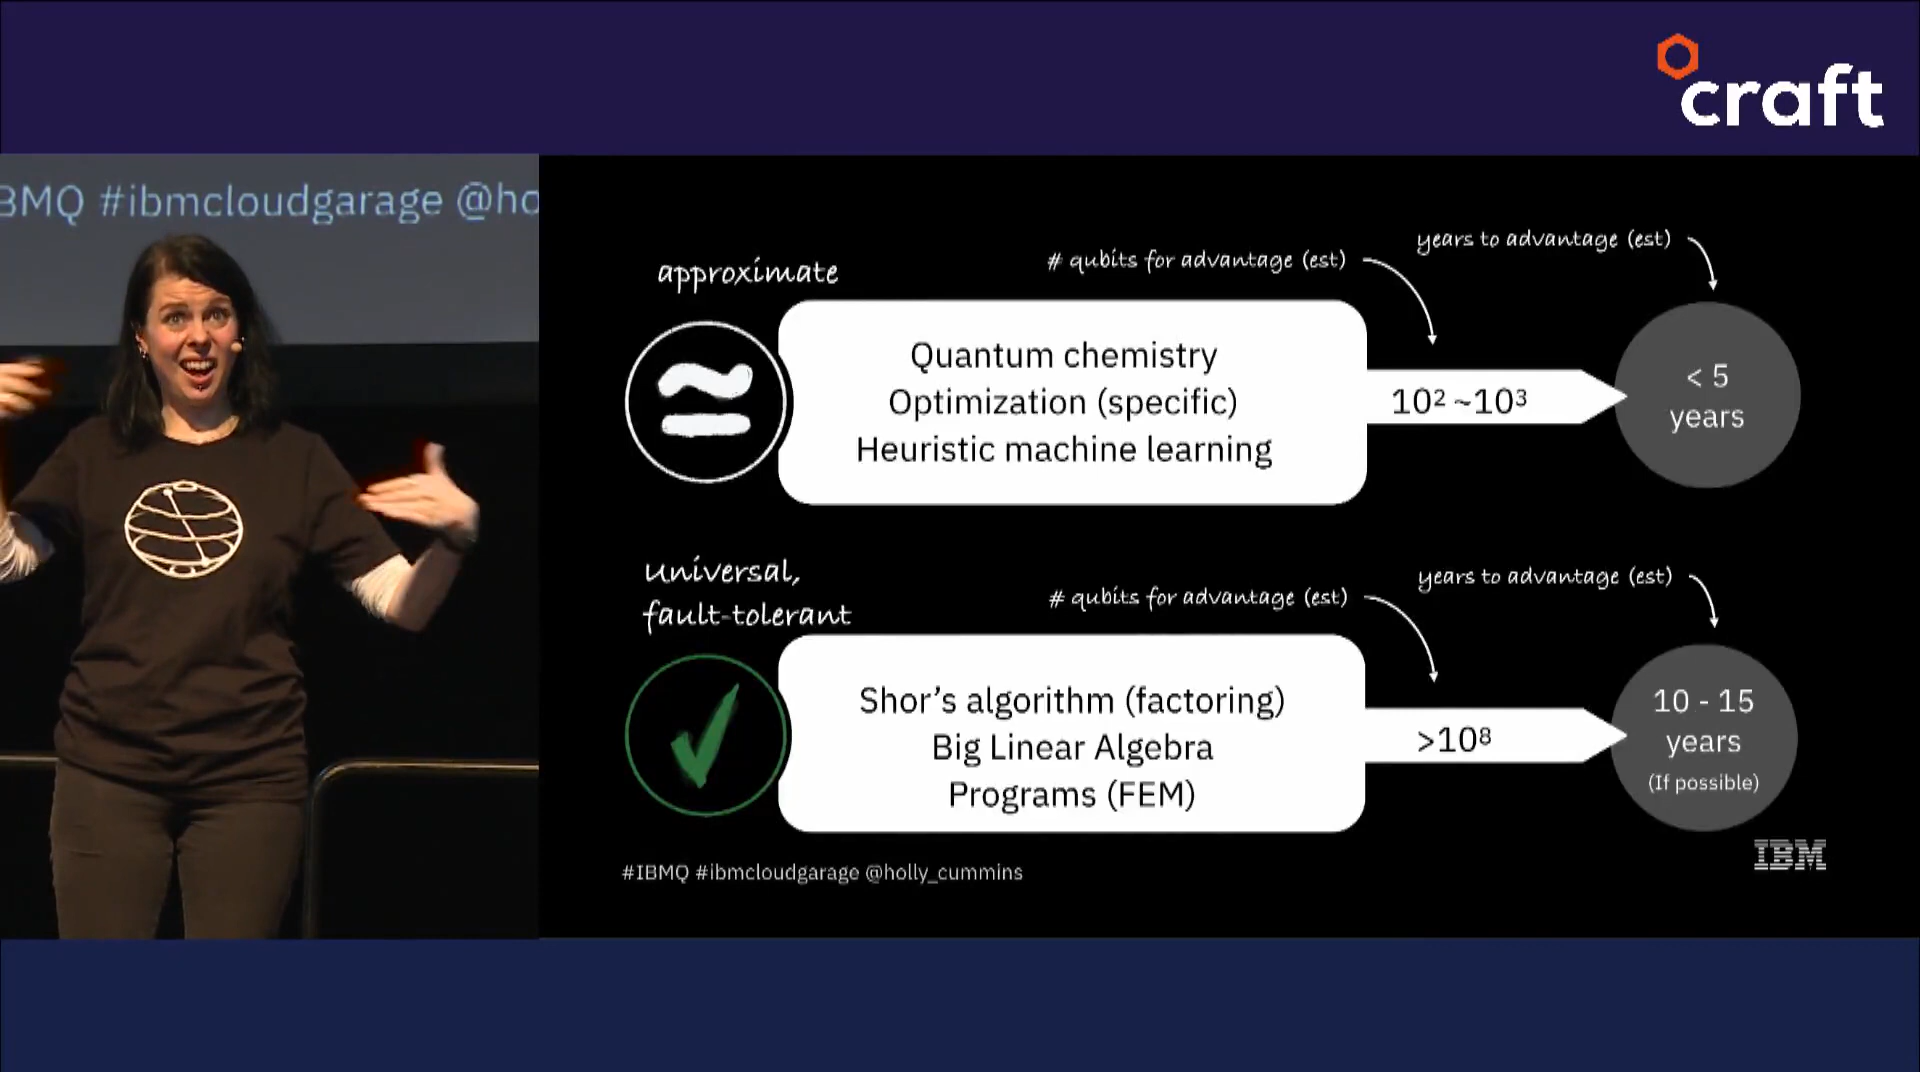 craft
BMQ #ibmcloudgarage @ho
approximate
# qubits for advantage (est)
years to advantage (est)
Quantum chemistry
Optimization (specific)
Heuristic machine learning
10² ~10³
< 5
years
universal,
fault-tolerant
# qubits for advantage (est)
years to advantage (est)
Shor's algorithm (factoring)
Big Linear Algebra
Programs (FEM)
>10⁸
10 - 15
years
(If possible)
#IBMQ #ibmcloudgarage @holly_cummins
IBM